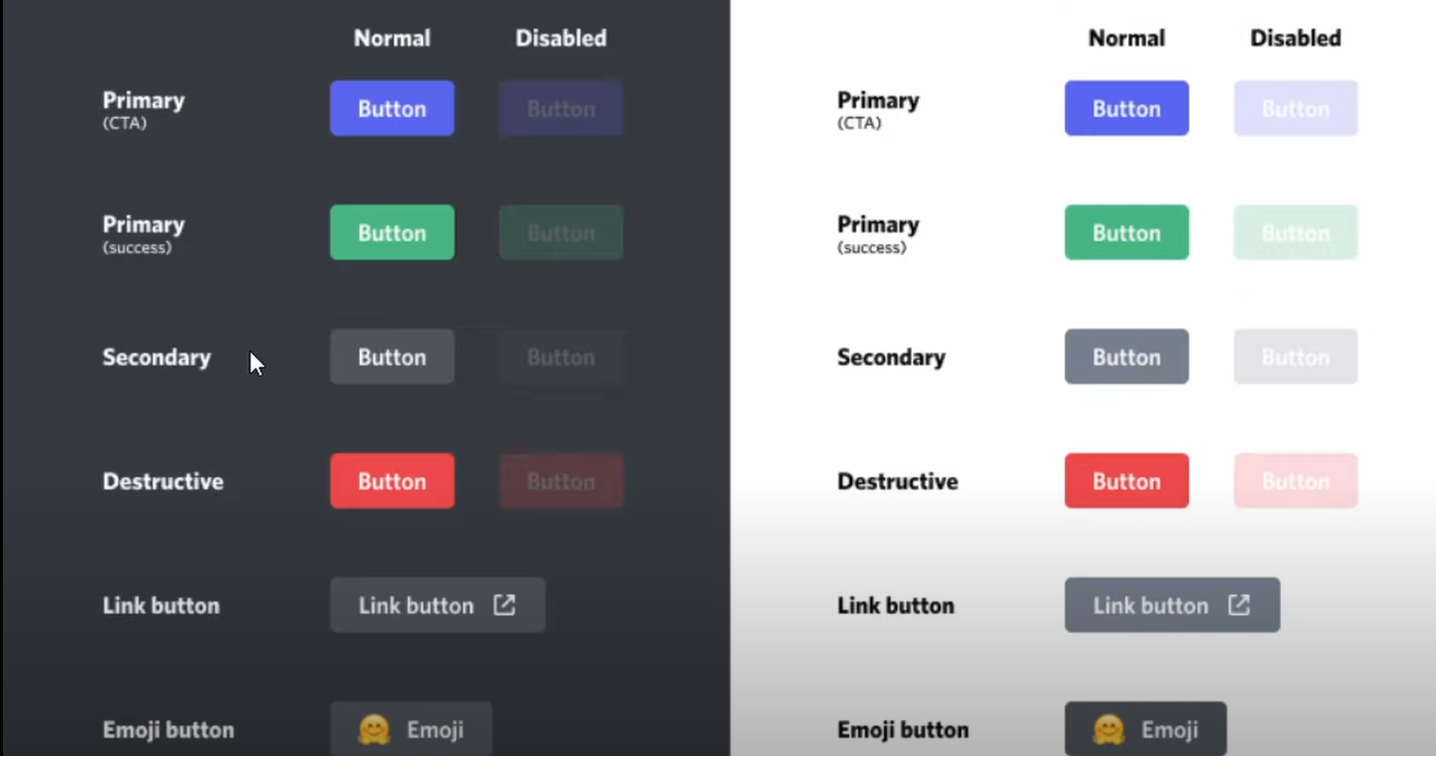 Normal Disabled
Primary Button Button
(CTA)
Primary Button Button
(success)
Secondary Button Button
Destructive Button Button
Link button Link button
Emoji button 🤗 Emoji
Normal Disabled
Primary Button Button
(CTA)
Primary Button Button
(success)
Secondary Button Button
Destructive Button Button
Link button Link button
Emoji button 🤗 Emoji